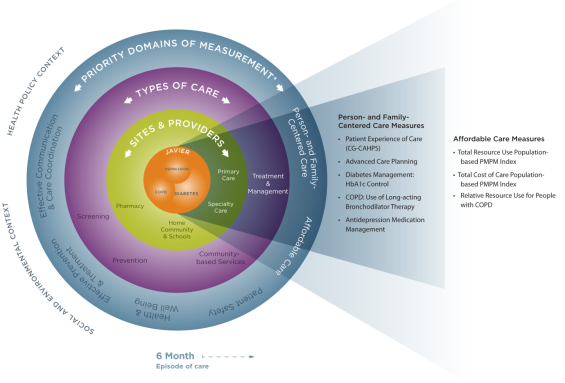 HEALTH POLICY CONTEXT
SOCIAL AND ENVIRONMENTAL CONTEXT
PRIORITY DOMAINS OF MEASUREMENT*
Effective Communication
& Care Coordination
Person- and Family-
Centered Care
Affordable Care
Patient Safety
Health &
Well Being
Effective Prevention
& Treatment
TYPES OF CARE
Screening
Prevention
Community-
based Services
Treatment
& Management
SITES & PROVIDERS
Pharmacy
Home
Community
& Schools
Specialty
Care
Primary
Care
JAVIER
DEPRESSION
COPD
DIABETES
Person- and Family-
Centered Care Measures
• Patient Experience of Care
(CG-CAHPS)
• Advanced Care Planning
• Diabetes Management:
HbA1c Control
• COPD: Use of Long-acting
Bronchodilator Therapy
• Antidepression Medication
Management
Affordable Care Measures
• Total Resource Use Population-
based PMPM Index
• Total Cost of Care Population-
based PMPM Index
• Relative Resource Use for People
with COPD
6 Month
Episode of care